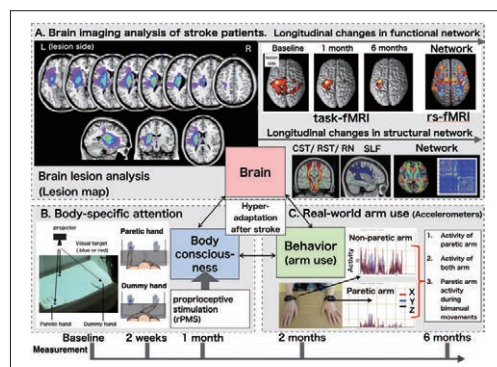 A. Brain imaging analysis of stroke patients.
Longitudinal changes in functional network
L (lesion side)
R
Baseline
1 month
6 months
Network
lesion side
task-fMRI
rs-fMRI
Longitudinal changes in structural network
CST/ RST/ RN
SLF
Network
Brain lesion analysis
(Lesion map)
Brain
Hyper-
adaptation
after stroke
B. Body-specific attention
projector
Visual target
(blue or red)
Paretic hand
Dummy hand
Paretic hand
Dummy hand
Body
conscious-
ness
proprioceptive
stimulation
(rPMS)
C. Real-world arm use (Accelerometers)
Behavior
(arm use)
Non-paretic arm
Activity
Paretic arm
X
Y
Z
1. Activity of
paretic arm
2. Activity of
both arm
3. Paretic arm
activity
during
bimanual
movements
Baseline
2 weeks
1 month
2 months
6 months
Measurement